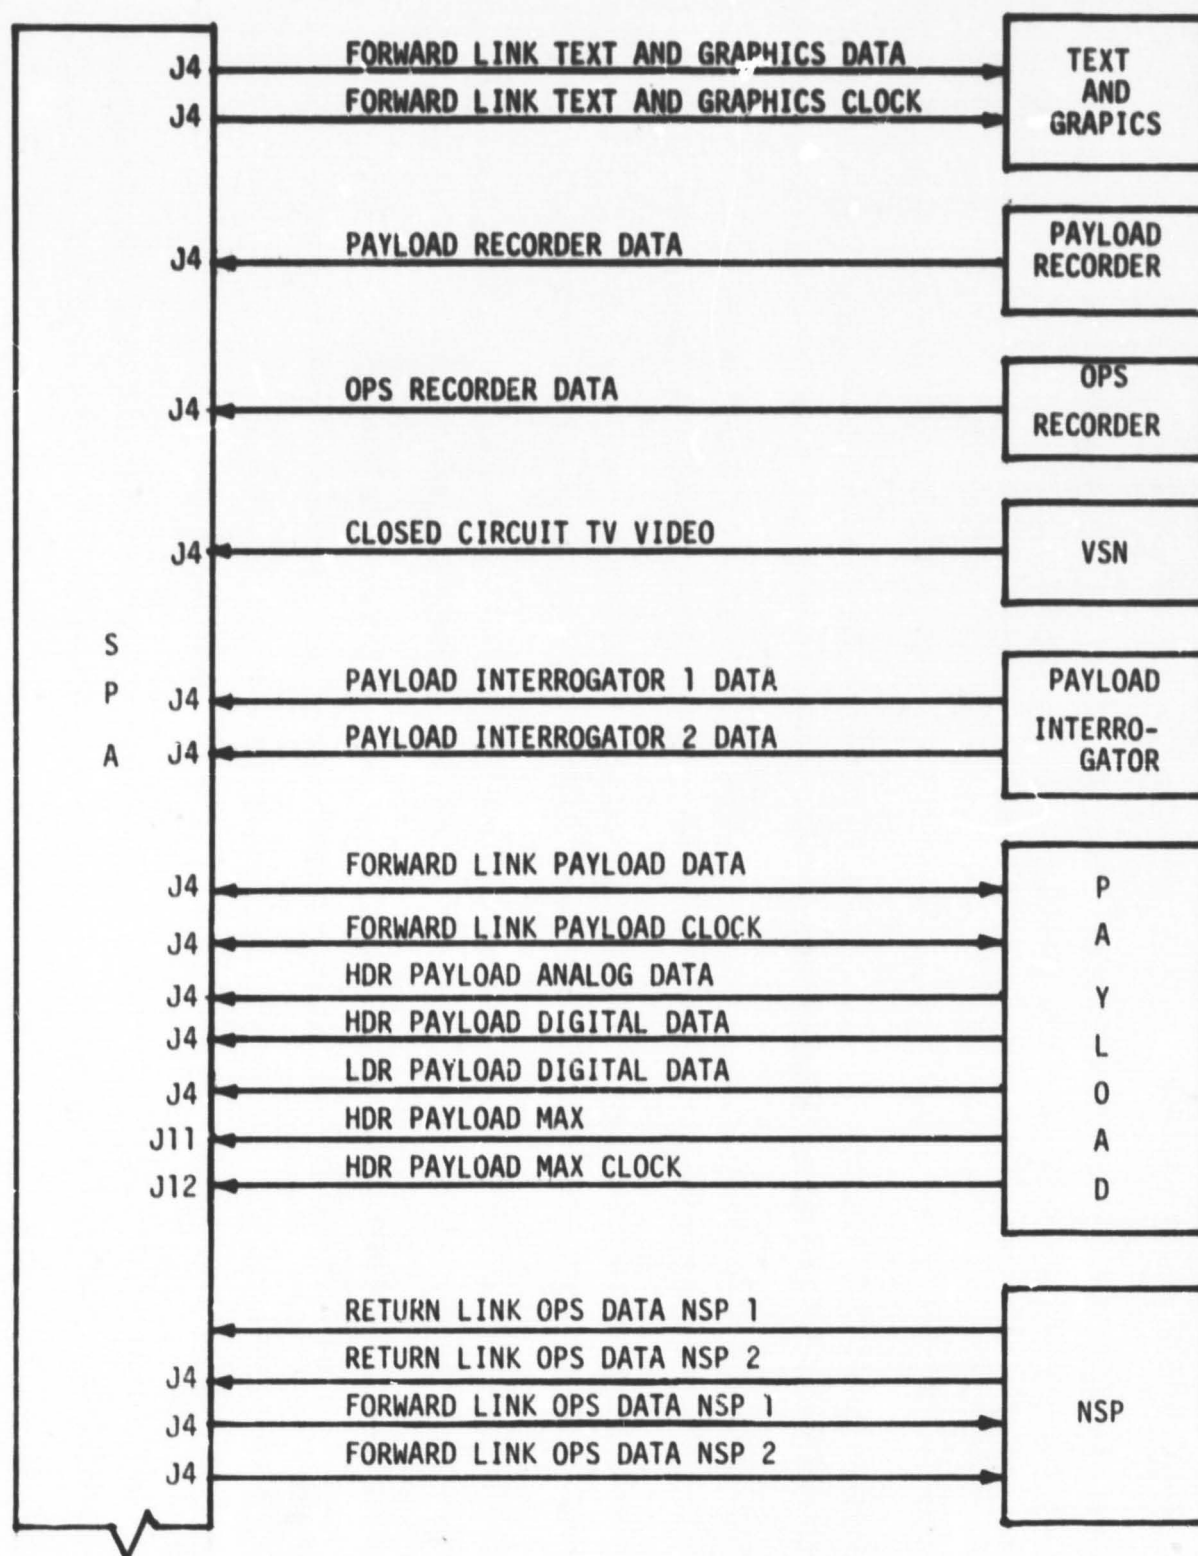 J4 FORWARD LINK TEXT AND GRAPHICS DATA
J4 FORWARD LINK TEXT AND GRAPHICS CLOCK
TEXT
AND
GRAPICS
J4 PAYLOAD RECORDER DATA
PAYLOAD
RECORDER
J4 OPS RECORDER DATA
OPS
RECORDER
J4 CLOSED CIRCUIT TV VIDEO
VSN
S
P
A
J4 PAYLOAD INTERROGATOR 1 DATA
J4 PAYLOAD INTERROGATOR 2 DATA
PAYLOAD
INTERRO-
GATOR
J4 FORWARD LINK PAYLOAD DATA
J4 FORWARD LINK PAYLOAD CLOCK
J4 HDR PAYLOAD ANALOG DATA
J4 HDR PAYLOAD DIGITAL DATA
J4 LDR PAYLOAD DIGITAL DATA
J11 HDR PAYLOAD MAX
J12 HDR PAYLOAD MAX CLOCK
P
A
Y
L
O
A
D
RETURN LINK OPS DATA NSP 1
J4 RETURN LINK OPS DATA NSP 2
J4 FORWARD LINK OPS DATA NSP 1
J4 FORWARD LINK OPS DATA NSP 2
NSP